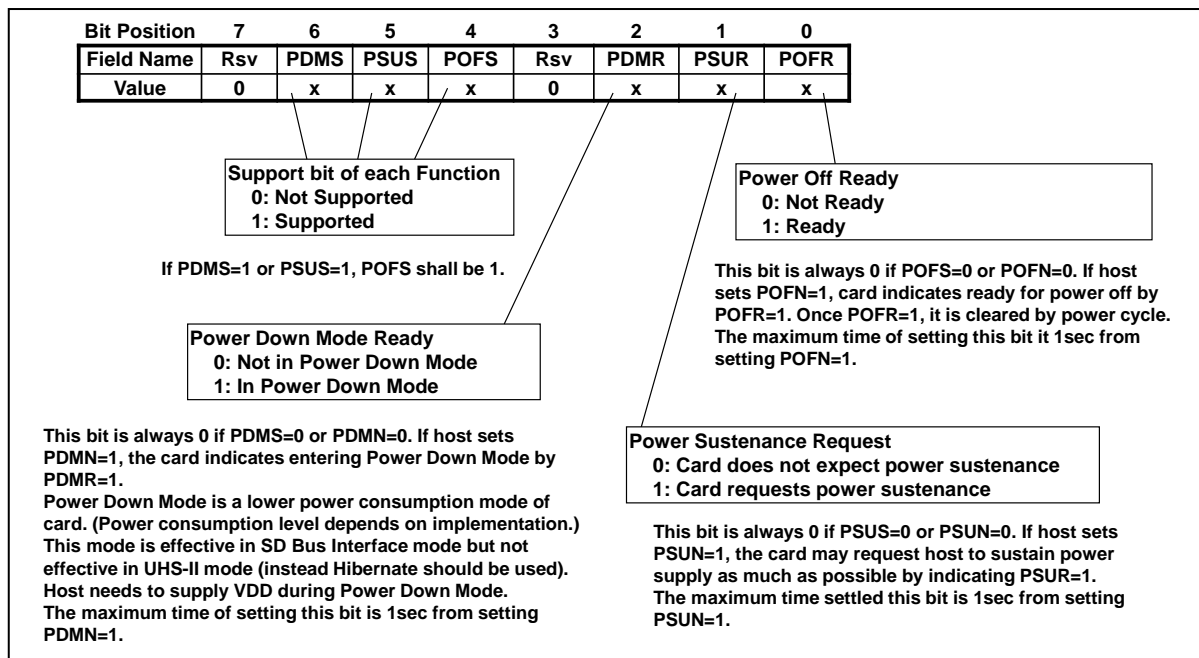 Bit Position 7 6 5 4 3 2 1 0
Field Name Rsv PDMS PSUS POFS Rsv PDMR PSUR POFR
Value 0 x x x 0 x x x
Support bit of each Function
0: Not Supported
1: Supported
If PDMS=1 or PSUS=1, POFS shall be 1.
Power Off Ready
0: Not Ready
1: Ready
This bit is always 0 if POFS=0 or POFN=0. If host
sets POFN=1, card indicates ready for power off by
POFR=1. Once POFR=1, it is cleared by power cycle.
The maximum time of setting this bit it 1sec from
setting POFN=1.
Power Down Mode Ready
0: Not in Power Down Mode
1: In Power Down Mode
This bit is always 0 if PDMS=0 or PDMN=0. If host sets
PDMN=1, the card indicates entering Power Down Mode by
PDMR=1.
Power Down Mode is a lower power consumption mode of
card. (Power consumption level depends on implementation.)
This mode is effective in SD Bus Interface mode but not
effective in UHS-II mode (instead Hibernate should be used).
Host needs to supply VDD during Power Down Mode.
The maximum time of setting this bit is 1sec from setting
PDMN=1.
Power Sustenance Request
0: Card does not expect power sustenance
1: Card requests power sustenance
This bit is always 0 if PSUS=0 or PSUN=0. If host sets
PSUN=1, the card may request host to sustain power
supply as much as possible by indicating PSUR=1.
The maximum time settled this bit is 1sec from setting
PSUN=1.